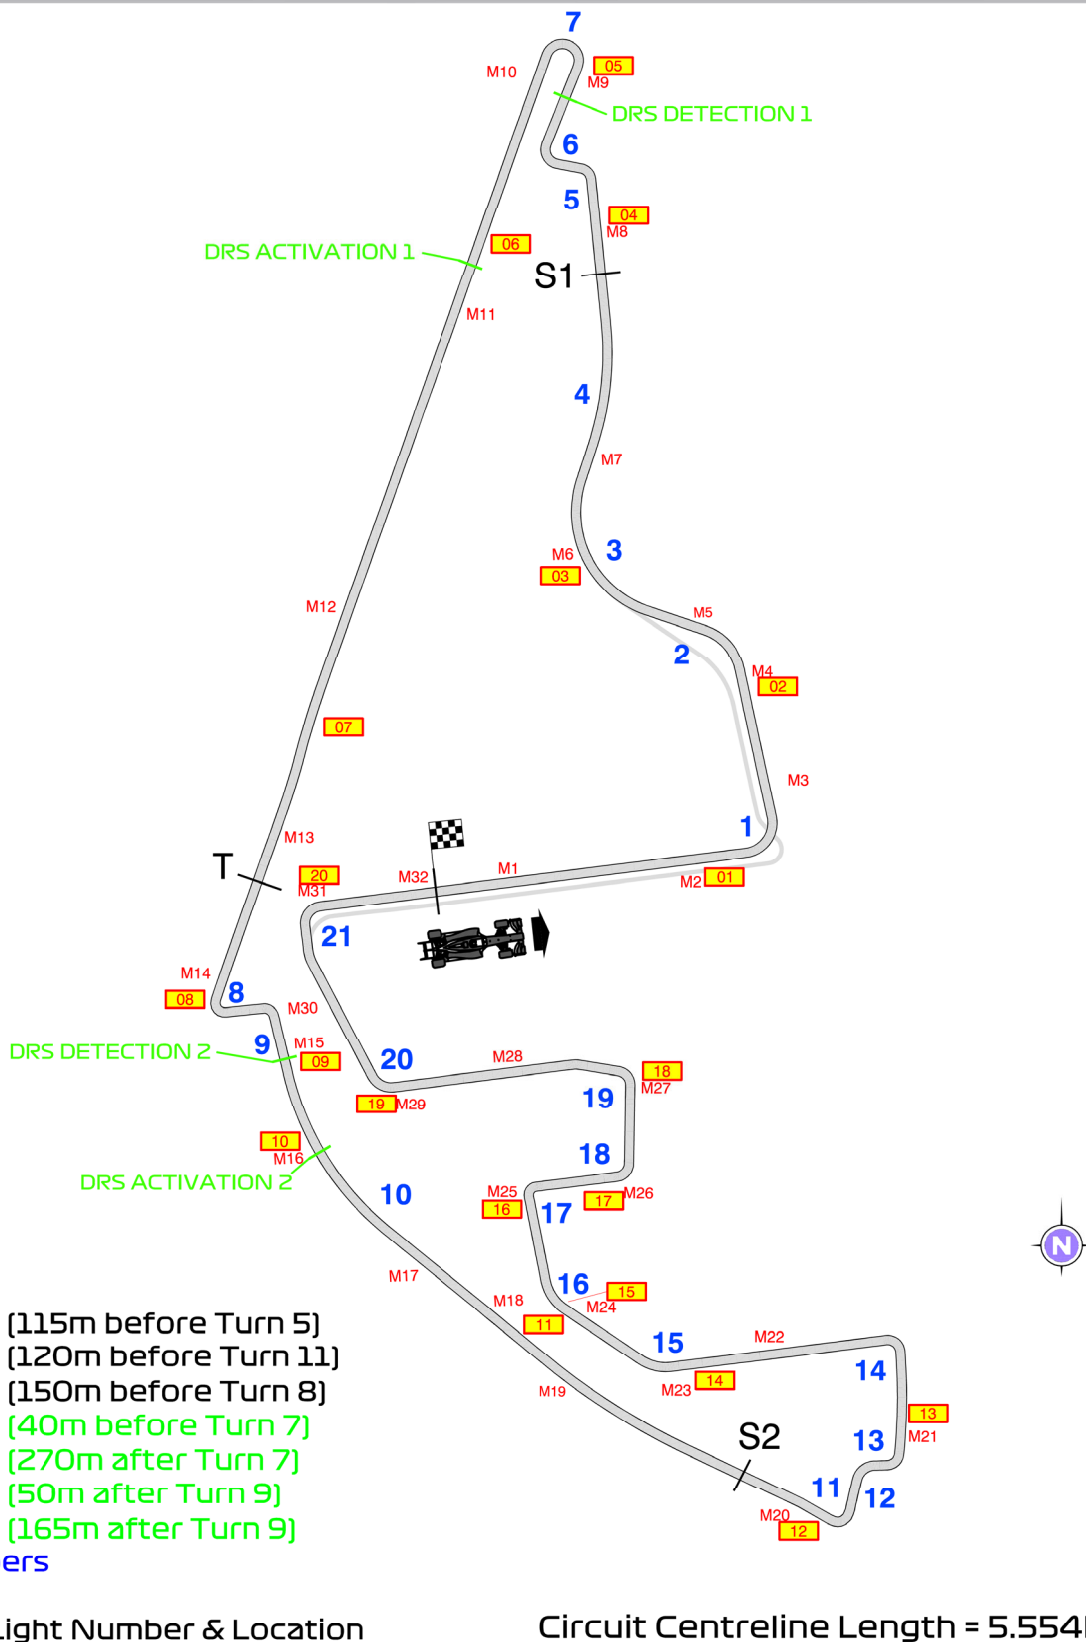 7
M10
05
M9
DRS DETECTION 1
6
5
04
M8
06
DRS ACTIVATION 1
S1
M11
4
M7
3
M6
03
M12
M5
2
M4
02
07
M3
1
M13
T
20
M31
M32
M1
M2
01
21
M14
08
8
M30
9
M15
DRS DETECTION 2
09
20
M28
18
M27
19
19
M29
10
M16
18
DRS ACTIVATION 2
10
M25
16
17
M26
17
M17
16
15
M24
M18
11
(115m before Turn 5)
(120m before Turn 11)
(150m before Turn 8)
(40m before Turn 7)
(270m after Turn 7)
(50m after Turn 9)
(165m after Turn 9)
15
M22
14
14
M23
M19
13
M21
13
S2
11
12
M20
12
N
ers
ight Number & Location
Circuit Centreline Length = 5.554